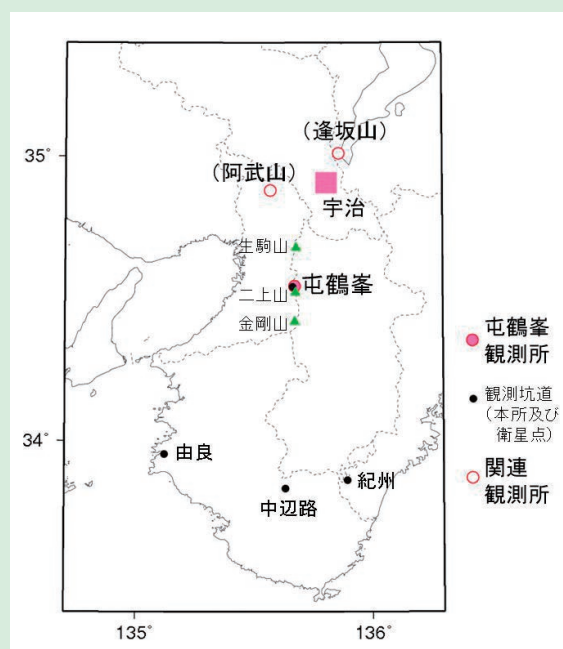 (逢坂山)
35°
(阿武山)
宇治
生駒山
屯鶴峯
二上山
金剛山
屯鶴峯
観測所
観測坑道
(本所及び
衛星点)
34°
由良
紀州
中辺路
関連
観測所
135°
136°